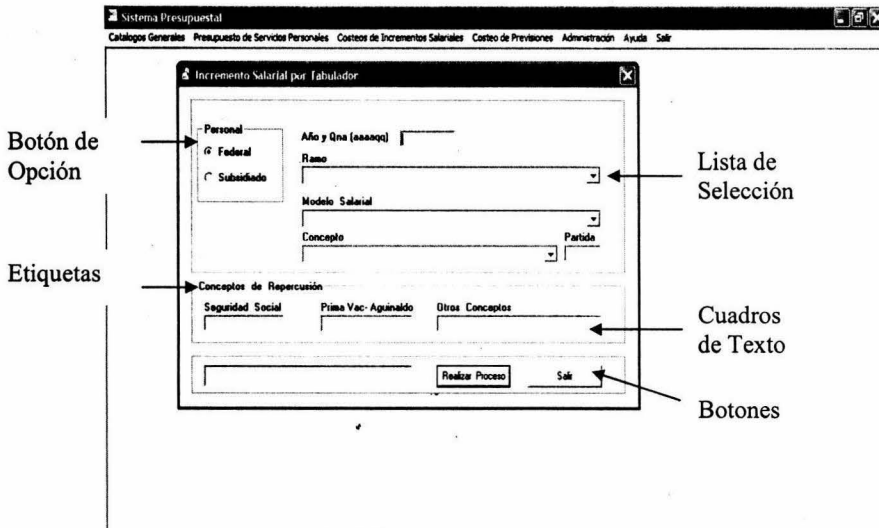 Sistema Presupuestal
Catalogos Generales Presupuesto de Servicios Personales Costeos de Incrementos Salariales Costeo de Previsiones Administración Ayuda Salir
Incremento Salarial por Tabulador
Botón de
Opción
Personal
Federal
Subsidiado
Año y Qna (aaaaqq)
Ramo
Modelo Salarial
Concepto Partida
Lista de
Selección
Etiquetas
Conceptos de Repercusión
Seguridad Social Prima Vac- Aguinaldo Otros Conceptos
Cuadros
de Texto
Realizar Proceso Salir
Botones